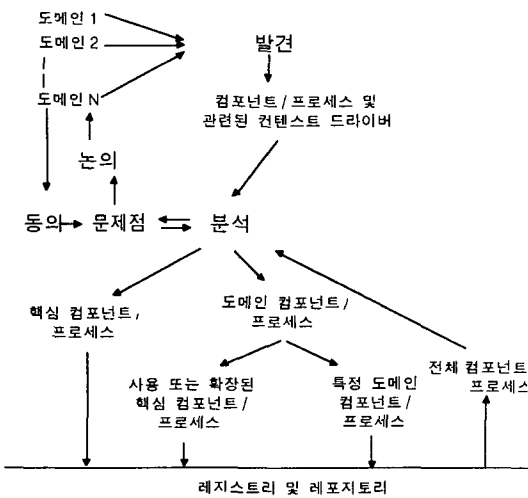 도메인 1
도메인 2
도메인 N
발견
컴포넌트/프로세스 및
관련된 컨텐스트 드라이버
논의
동의
문제점
분석
핵심 컴포넌트/
프로세스
도메인 컴포넌트/
프로세스
전체 컴포넌트
프로세스
사용 또는 확장된
핵심 컴포넌트/
프로세스
특정 도메인
컴포넌트/
프로세스
레지스트리 및 레포지토리